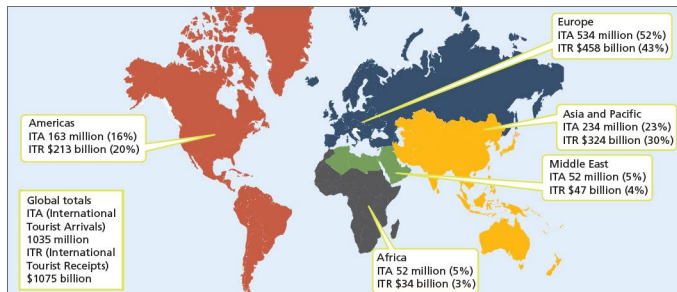 Europe
ITA 534 million (52%)
ITR $458 billion (43%)
Americas
ITA 163 million (16%)
ITR $213 billion (20%)
Asia and Pacific
ITA 234 million (23%)
ITR $324 billion (30%)
Middle East
ITA 52 million (5%)
ITR $47 billion (4%)
Global totals
ITA (International
Tourist Arrivals)
1035 million
ITR (International
Tourist Receipts)
$1075 billion
Africa
ITA 52 million (5%)
ITR $34 billion (3%)